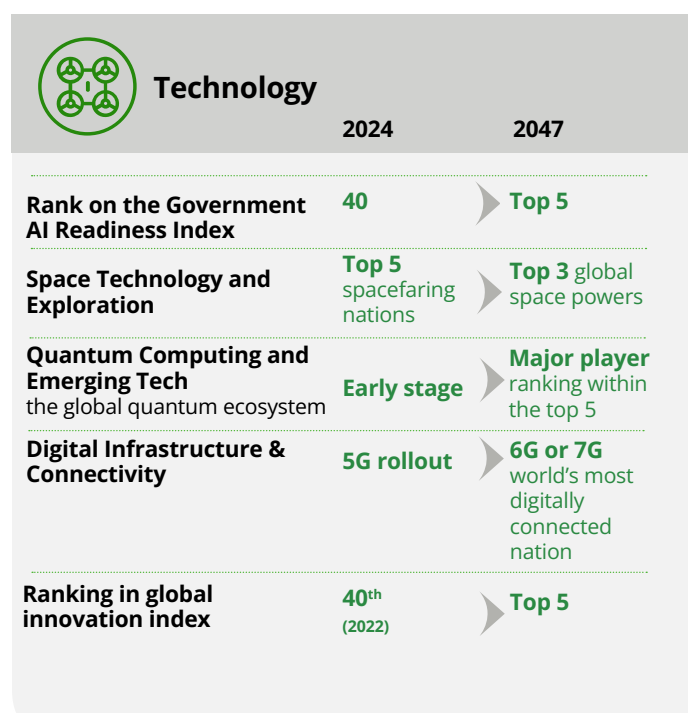 Technology
2024 2047
Rank on the Government
AI Readiness Index
40
Top 5
Space Technology and
Exploration
Top 5
spacefaring
nations
Top 3 global
space powers
Quantum Computing and
Emerging Tech
the global quantum ecosystem
Early stage
Major player
ranking within
the top 5
Digital Infrastructure &
Connectivity
5G rollout
6G or 7G
world’s most
digitally
connected
nation
Ranking in global
innovation index
40th
(2022)
Top 5